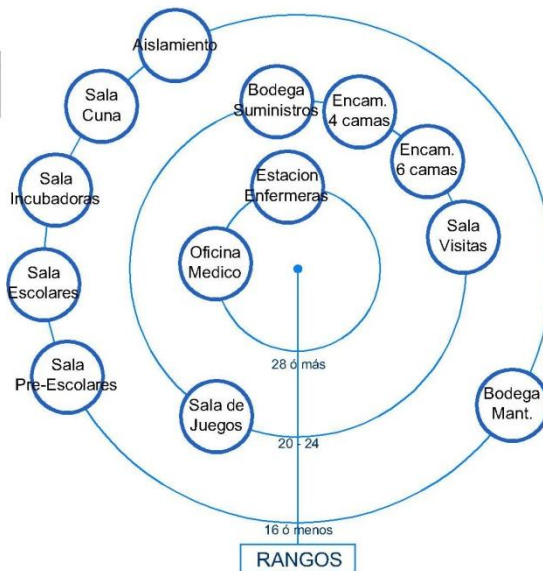 Aislamiento
Sala
Cuna
Bodega
Suministros
Encam.
4 camas
Encam.
6 camas
Sala
Incubadoras
Estacion
Enfermeras
Sala
Visitas
Oficina
Medico
Sala
Escolares
28 ó más
Sala
Pre-Escolares
Sala de
Juegos
Bodega
Mant.
20 - 24
16 ó menos
RANGOS